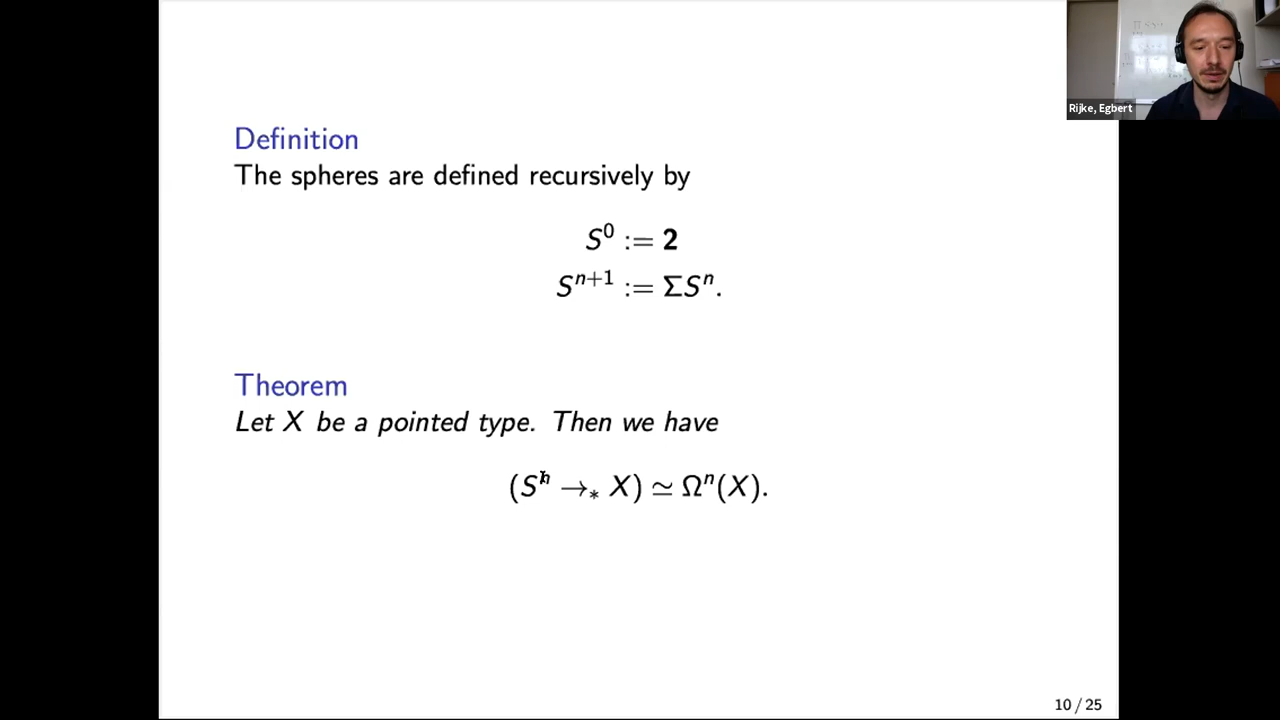 Rijke, Egbert
Definition
The spheres are defined recursively by
S⁰ := 2
Sⁿ⁺¹ := ΣSⁿ.
Theorem
Let X be a pointed type. Then we have
(Sⁿ →∗ X) ≃ Ωⁿ(X).
10 / 25